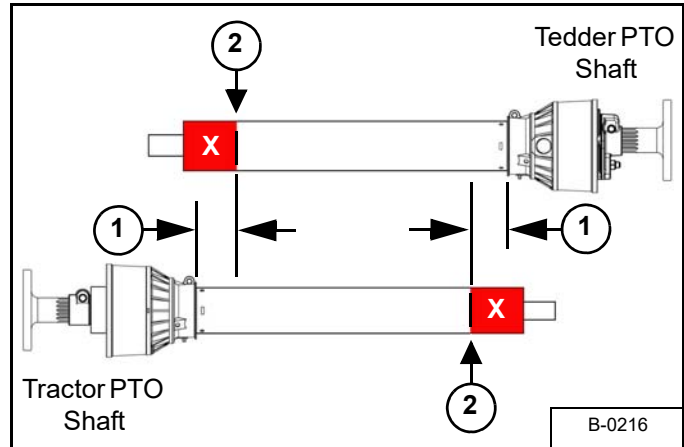 2
Tedder PTO
Shaft
X
1
1
X
Tractor PTO
Shaft
2
B-0216